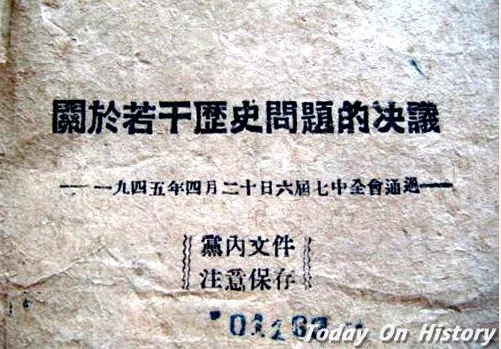 關於若干歷史問題的決議
——一九四五年四月二十日六屆七中全會通過——
黨內文件
注意保存
Today On History